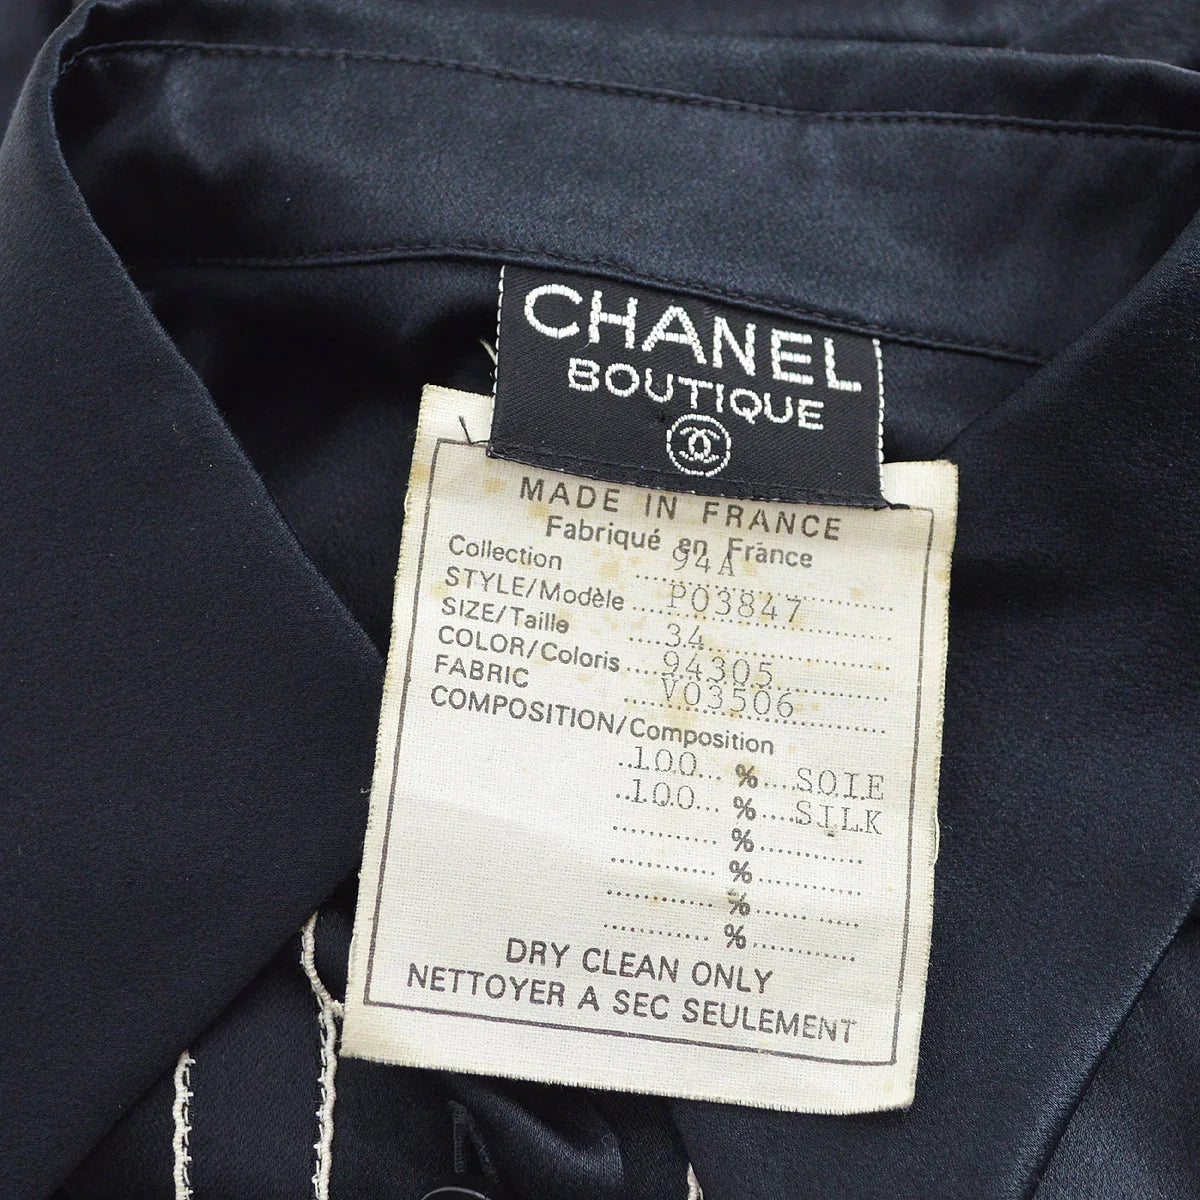 CHANEL
BOUTIQUE
MADE IN FRANCE
Fabriqué en France
Collection 94A
STYLE/Modèle P03847
SIZE/Taille 34
COLOR/Coloris 94305
FABRIC V03506
COMPOSITION/Composition
100 % SOIE
100 % SILK
%
%
%
%
DRY CLEAN ONLY
NETTOYER A SEC SEULEMENT